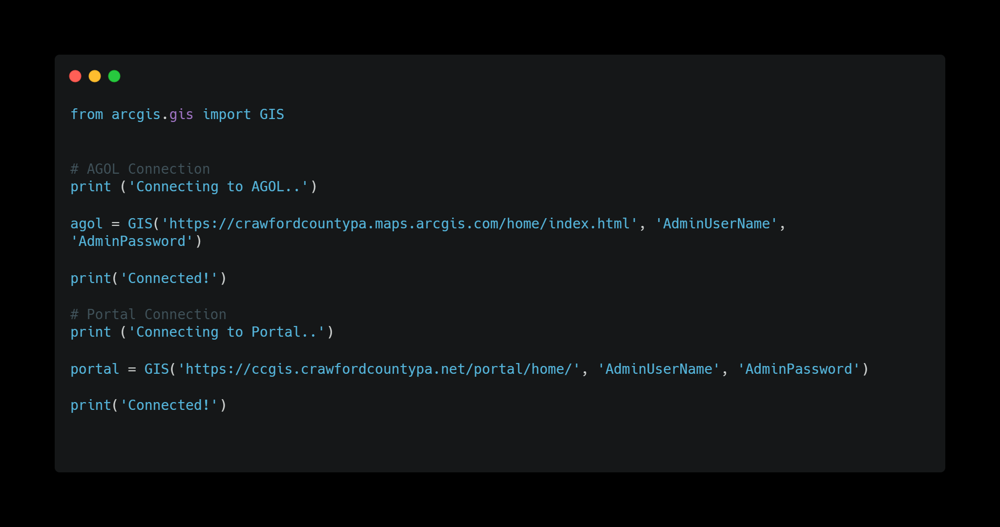 from arcgis.gis import GIS
# AGOL Connection
print ('Connecting to AGOL..')
agol = GIS('https://crawfordcountypa.maps.arcgis.com/home/index.html', 'AdminUserName',
'AdminPassword')
print('Connected!')
# Portal Connection
print ('Connecting to Portal..')
portal = GIS('https://ccgis.crawfordcountypa.net/portal/home/', 'AdminUserName', 'AdminPassword')
print('Connected!')